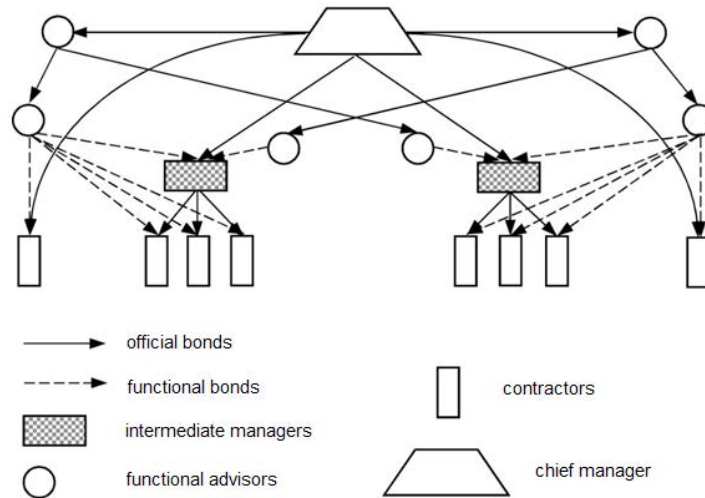 official bonds
functional bonds
intermediate managers
functional advisors
contractors
chief manager